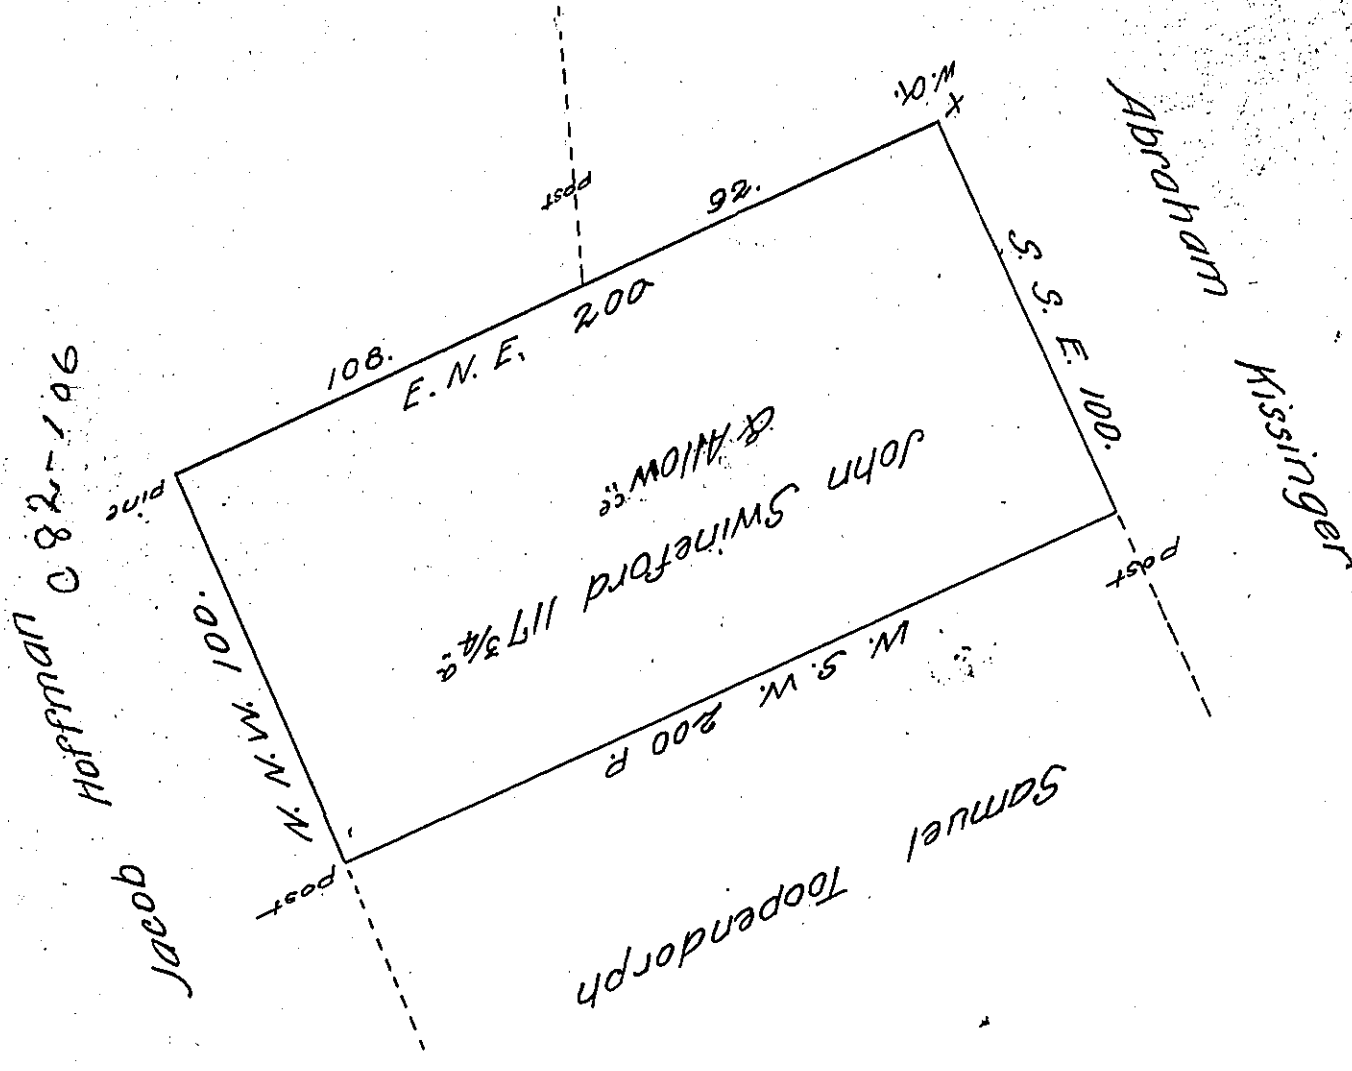 W.O.
X
Abraham Kissinger
post
92.
108.
E. N. E. 200
S. S. E. 100.
C 82-196
pine
& Allow.ce
John Swineford 117 3/4 a
post
W. S. W. 200 P.
N. N. W. 100.
post
Jacob Hoffman
Samuel Toopendorph